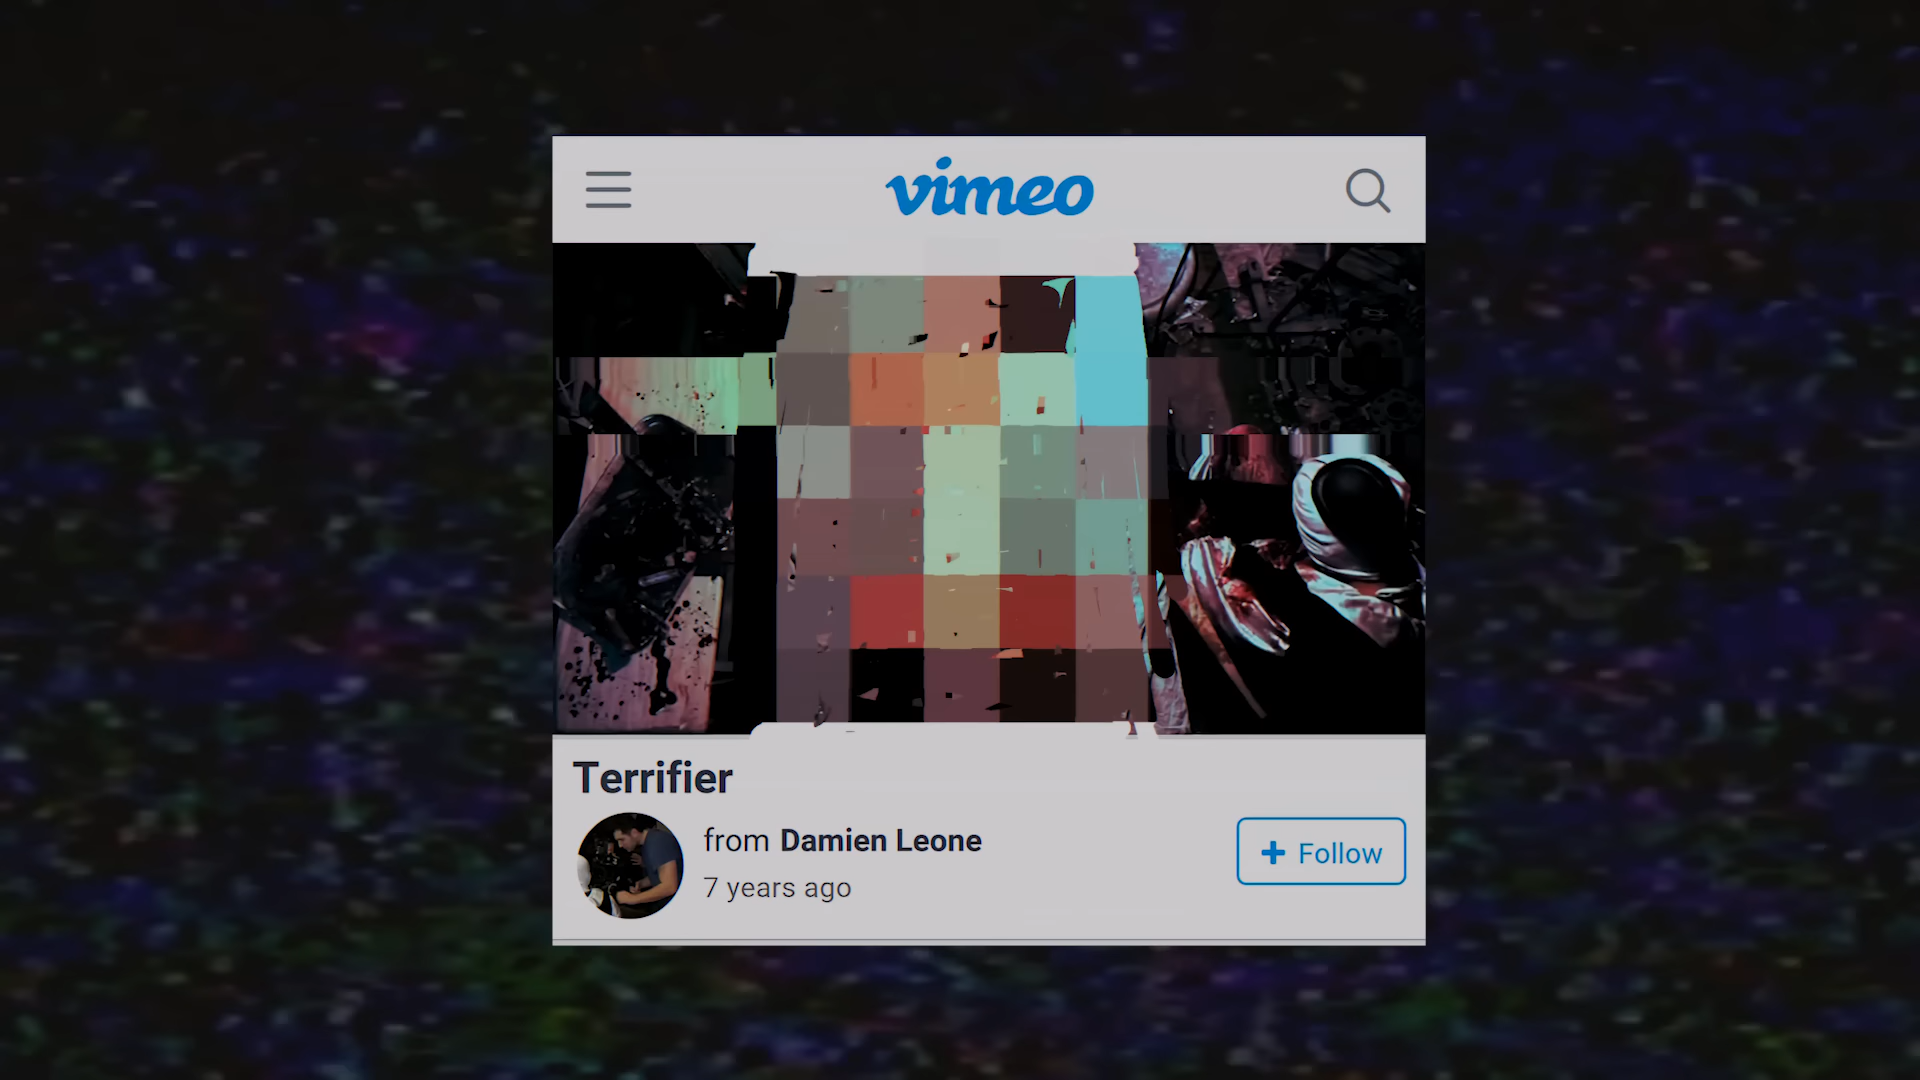 vimeo
Terrifier
from Damien Leone
7 years ago
+ Follow